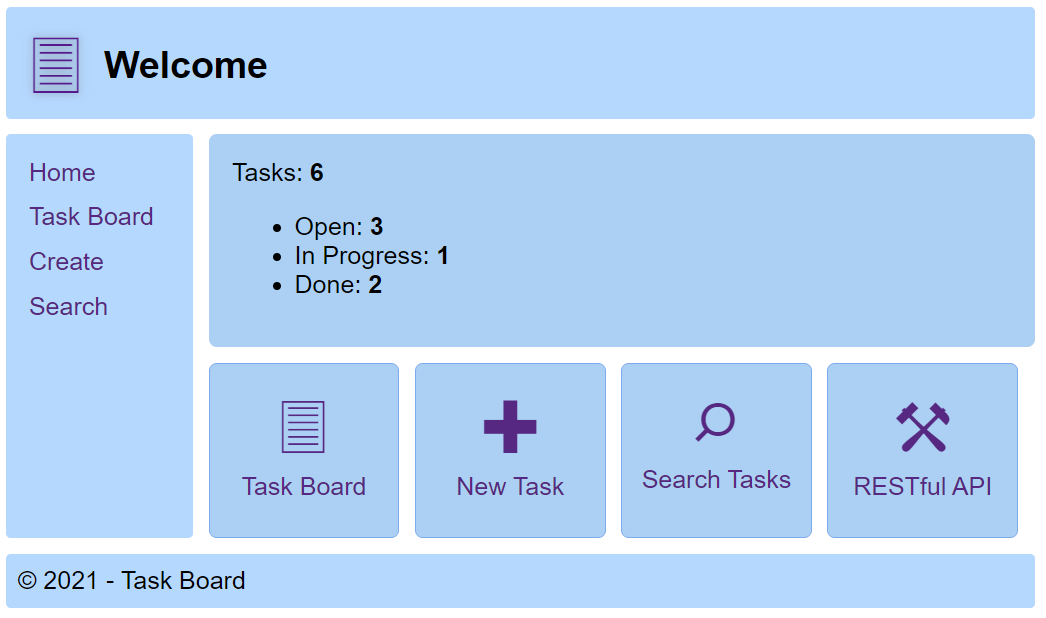 Welcome
Home
Task Board
Create
Search
Tasks: 6
Open: 3
In Progress: 1
Done: 2
Task Board
New Task
Search Tasks
RESTful API
© 2021 - Task Board